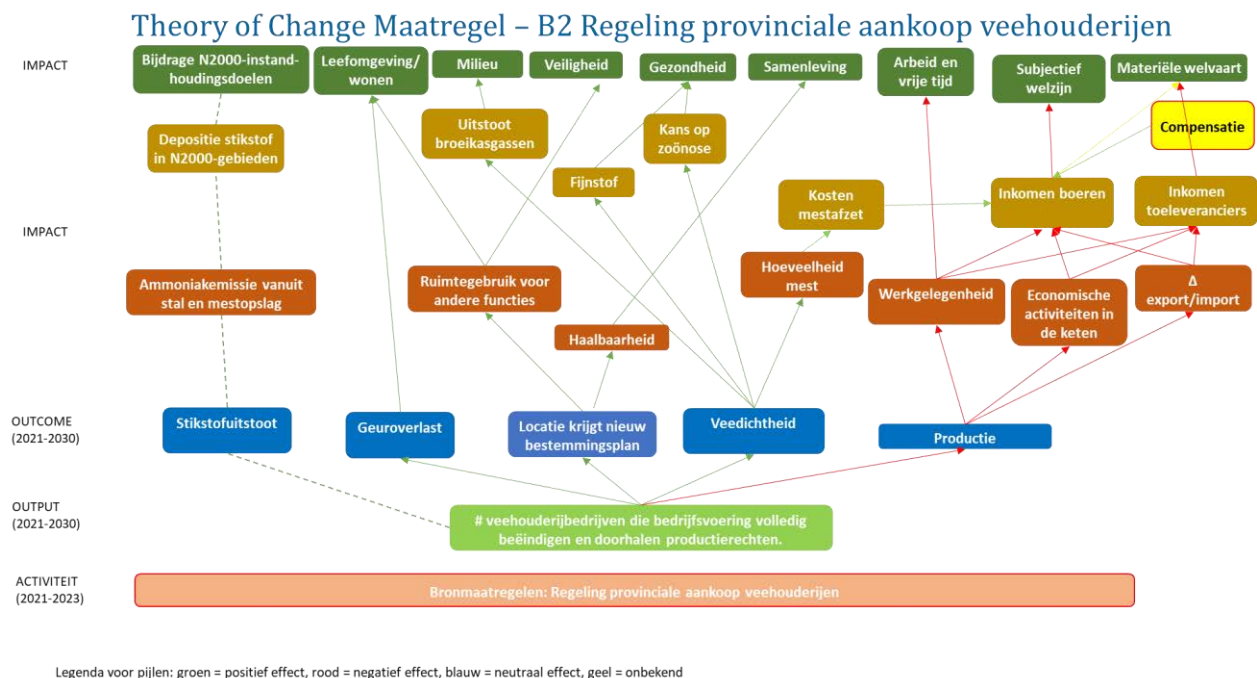 Theory of Change Maatregel – B2 Regeling provinciale aankoop veehouderijen
IMPACT
Bijdrage N2000-instand-
houdingsdoelen
Leefomgeving/
wonen
Milieu
Veiligheid
Gezondheid
Samenleving
Arbeid en
vrije tijd
Subjectief
welzijn
Materiële welvaart
Compensatie
Depositie stikstof
in N2000-gebieden
Uitstoot
broeikasgassen
Kans op
zoönose
Fijnstof
IMPACT
Kosten
mestafzet
Inkomen boeren
Inkomen
toeleveranciers
Ammoniakemissie vanuit
stal en mestopslag
Ruimtegebruik voor
andere functies
Haalbaarheid
Hoeveelheid
mest
Werkgelegenheid
Economische
activiteiten in
de keten
Δ
export/import
OUTCOME
(2021-2030)
Stikstofuitstoot
Geuroverlast
Locatie krijgt nieuw
bestemmingsplan
Veedichtheid
Productie
OUTPUT
(2021-2030)
# veehouderijbedrijven die bedrijfsvoering volledig
beëindigen en doorhalen productierechten.
ACTIVITEIT
(2021-2023)
Bronmaatregelen: Regeling provinciale aankoop veehouderijen
Legenda voor pijlen: groen = positief effect, rood = negatief effect, blauw = neutraal effect, geel = onbekend